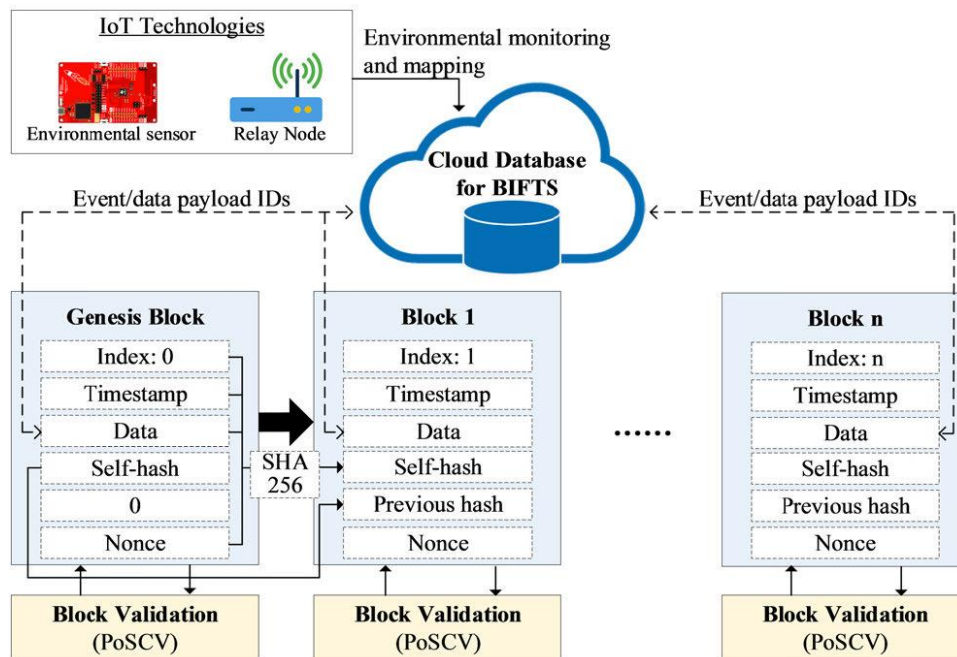 IoT Technologies
Environmental sensor
Relay Node
Environmental monitoring
and mapping
Cloud Database
for BIFTS
Event/data payload IDs
Event/data payload IDs
Genesis Block
Index: 0
Timestamp
Data
Self-hash
0
Nonce
SHA
256
Block 1
Index: 1
Timestamp
Data
Self-hash
Previous hash
Nonce
......
Block n
Index: n
Timestamp
Data
Self-hash
Previous hash
Nonce
Block Validation
(PoSCV)
Block Validation
(PoSCV)
Block Validation
(PoSCV)